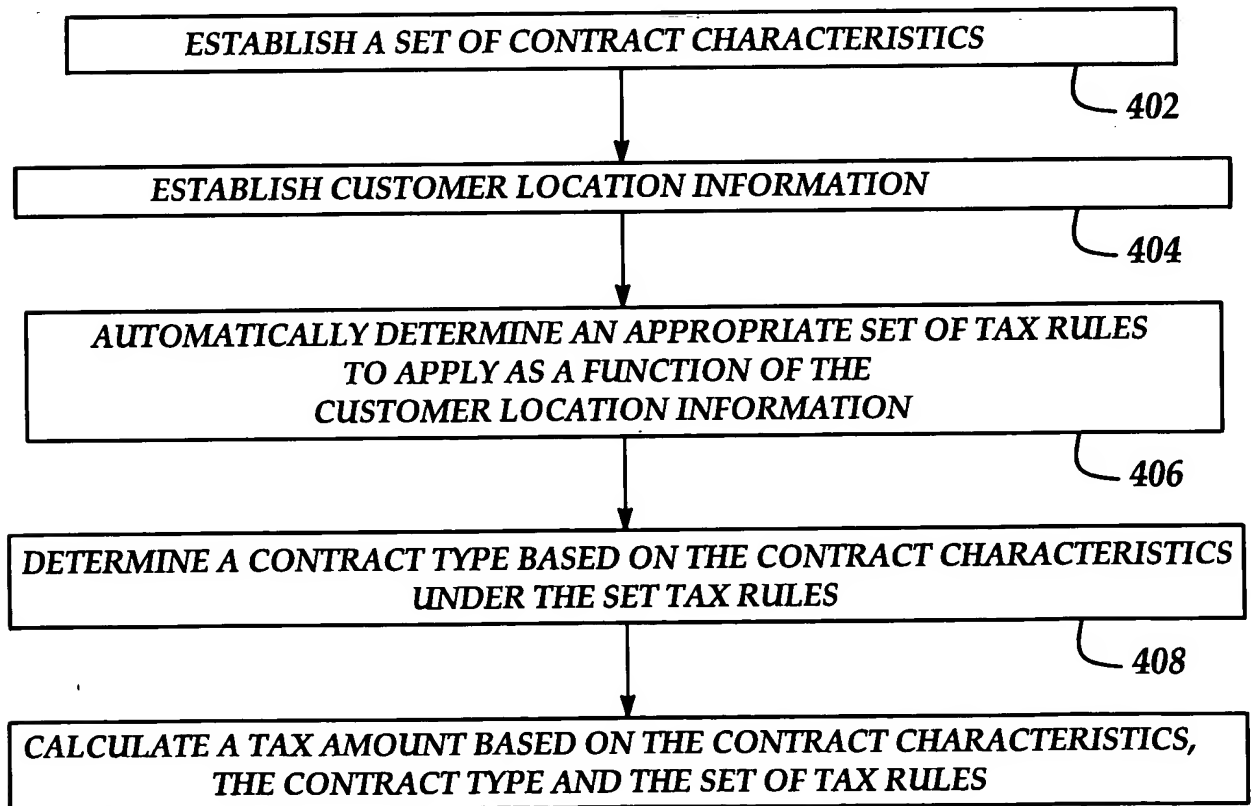 ESTABLISH A SET OF CONTRACT CHARACTERISTICS
402
ESTABLISH CUSTOMER LOCATION INFORMATION
404
AUTOMATICALLY DETERMINE AN APPROPRIATE SET OF TAX RULES
TO APPLY AS A FUNCTION OF THE
CUSTOMER LOCATION INFORMATION
406
DETERMINE A CONTRACT TYPE BASED ON THE CONTRACT CHARACTERISTICS
UNDER THE SET TAX RULES
408
CALCULATE A TAX AMOUNT BASED ON THE CONTRACT CHARACTERISTICS,
THE CONTRACT TYPE AND THE SET OF TAX RULES